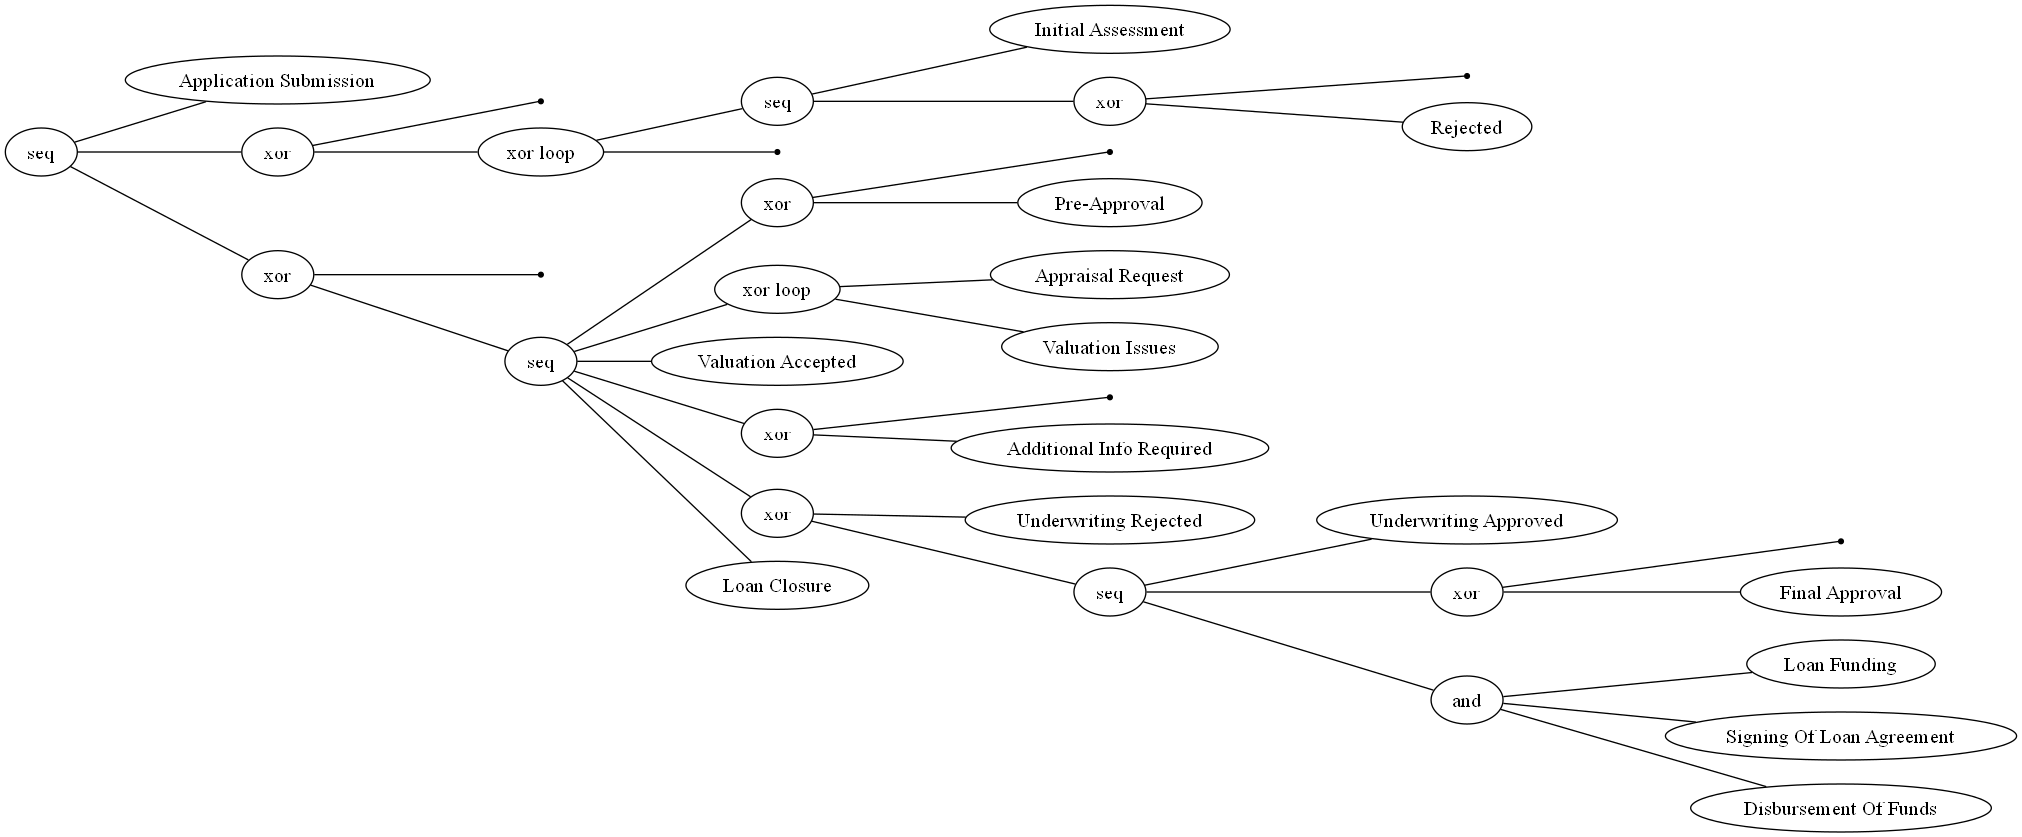 Initial Assessment
Application Submission
seq
xor
Rejected
seq
xor
xor loop
xor
Pre-Approval
xor
Appraisal Request
xor loop
Valuation Issues
seq
Valuation Accepted
xor
Additional Info Required
xor
Underwriting Rejected
Underwriting Approved
Loan Closure
seq
xor
Final Approval
Loan Funding
and
Signing Of Loan Agreement
Disbursement Of Funds